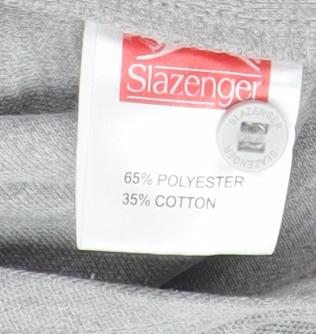 Slazenger
SLAZENGER
SLAZENGER
65% POLYESTER
35% COTTON